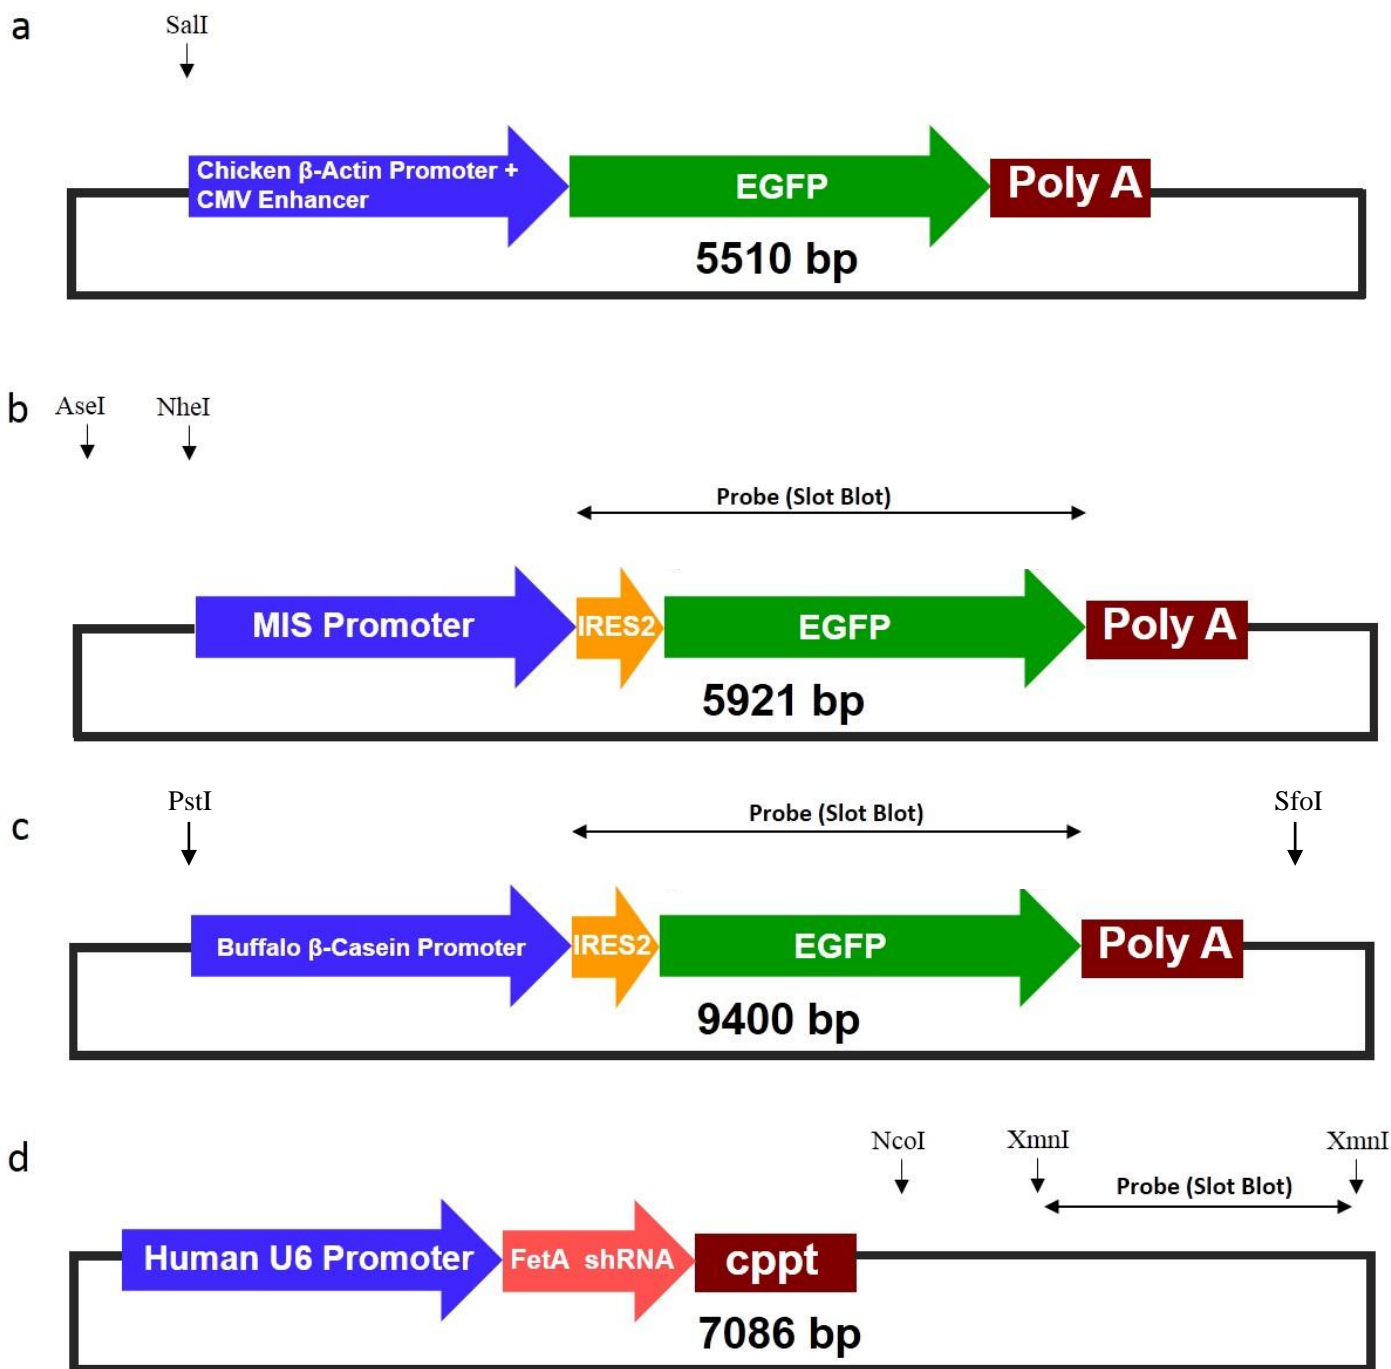 a
SalI
Chicken β-Actin Promoter +
CMV Enhancer
EGFP
Poly A
5510 bp
b
AseI
NheI
Probe (Slot Blot)
MIS Promoter
IRES2
EGFP
Poly A
5921 bp
c
PstI
Probe (Slot Blot)
SfoI
Buffalo β-Casein Promoter
IRES2
EGFP
Poly A
9400 bp
d
NcoI
XmnI
XmnI
Probe (Slot Blot)
Human U6 Promoter
FetA shRNA
cppt
7086 bp